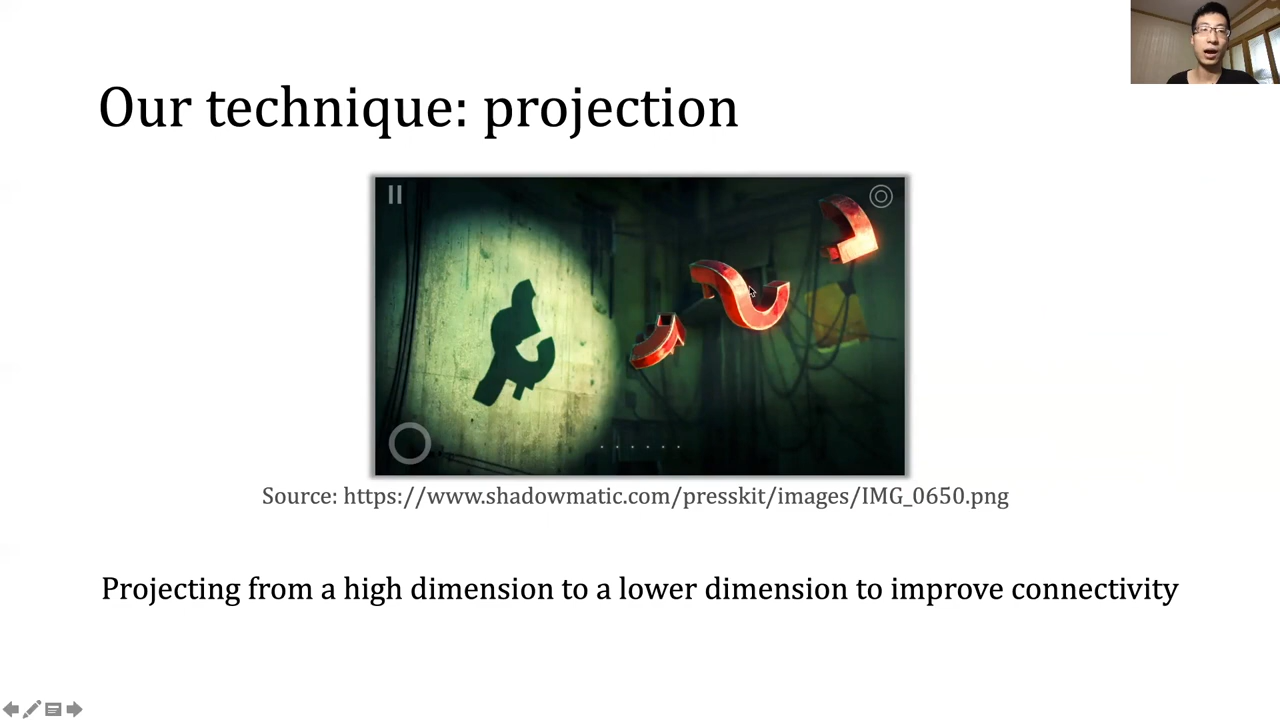 Our technique: projection
Source: https://www.shadowmatic.com/presskit/images/IMG_0650.png
Projecting from a high dimension to a lower dimension to improve connectivity